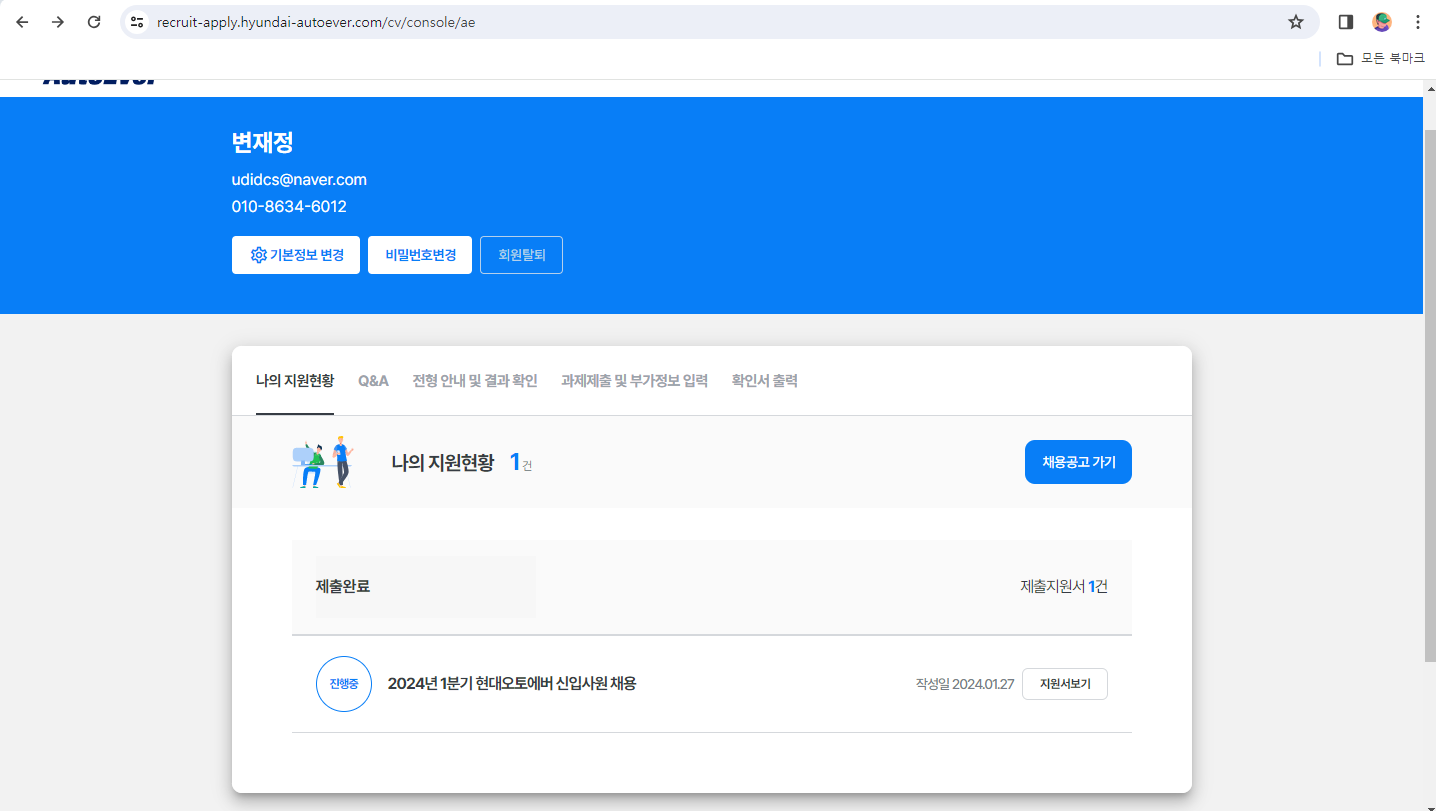 recruit-apply.hyundai-autoever.com/cv/console/ae
모든 북마크
변재정
udidcs@naver.com
010-8634-6012
기본정보 변경 비밀번호변경 회원탈퇴
나의 지원현황 Q&A 전형 안내 및 결과 확인 과제제출 및 부가정보 입력 확인서 출력
나의 지원현황 1건 채용공고 가기
제출완료 제출지원서 1건
진행중 2024년 1분기 현대오토에버 신입사원 채용 작성일 2024.01.27 지원서보기